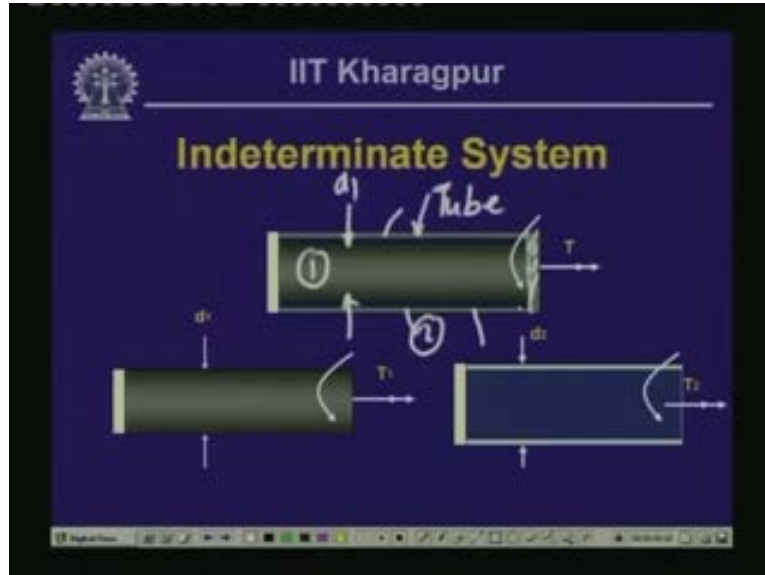 IIT Kharagpur
Indeterminate System
d1 Tube
1
T
2
d1
T1
d2
T2